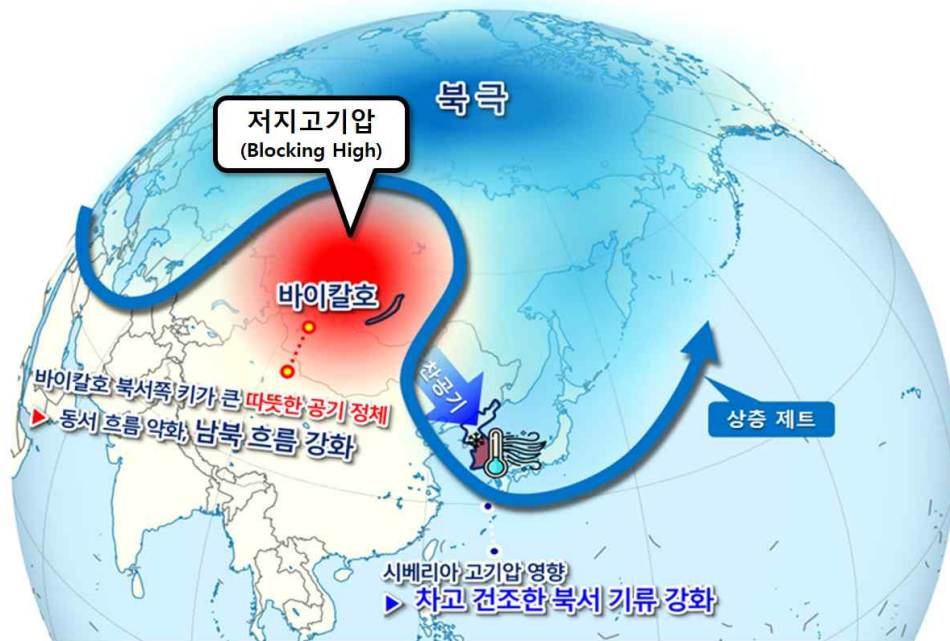 북극
저지고기압
(Blocking High)
바이칼호
찬공기
바이칼호 북서쪽 키가 큰 따뜻한 공기 정체
▶ 동서 흐름 약화, 남북 흐름 강화
상층 제트
시베리아 고기압 영향
▶ 차고 건조한 북서 기류 강화